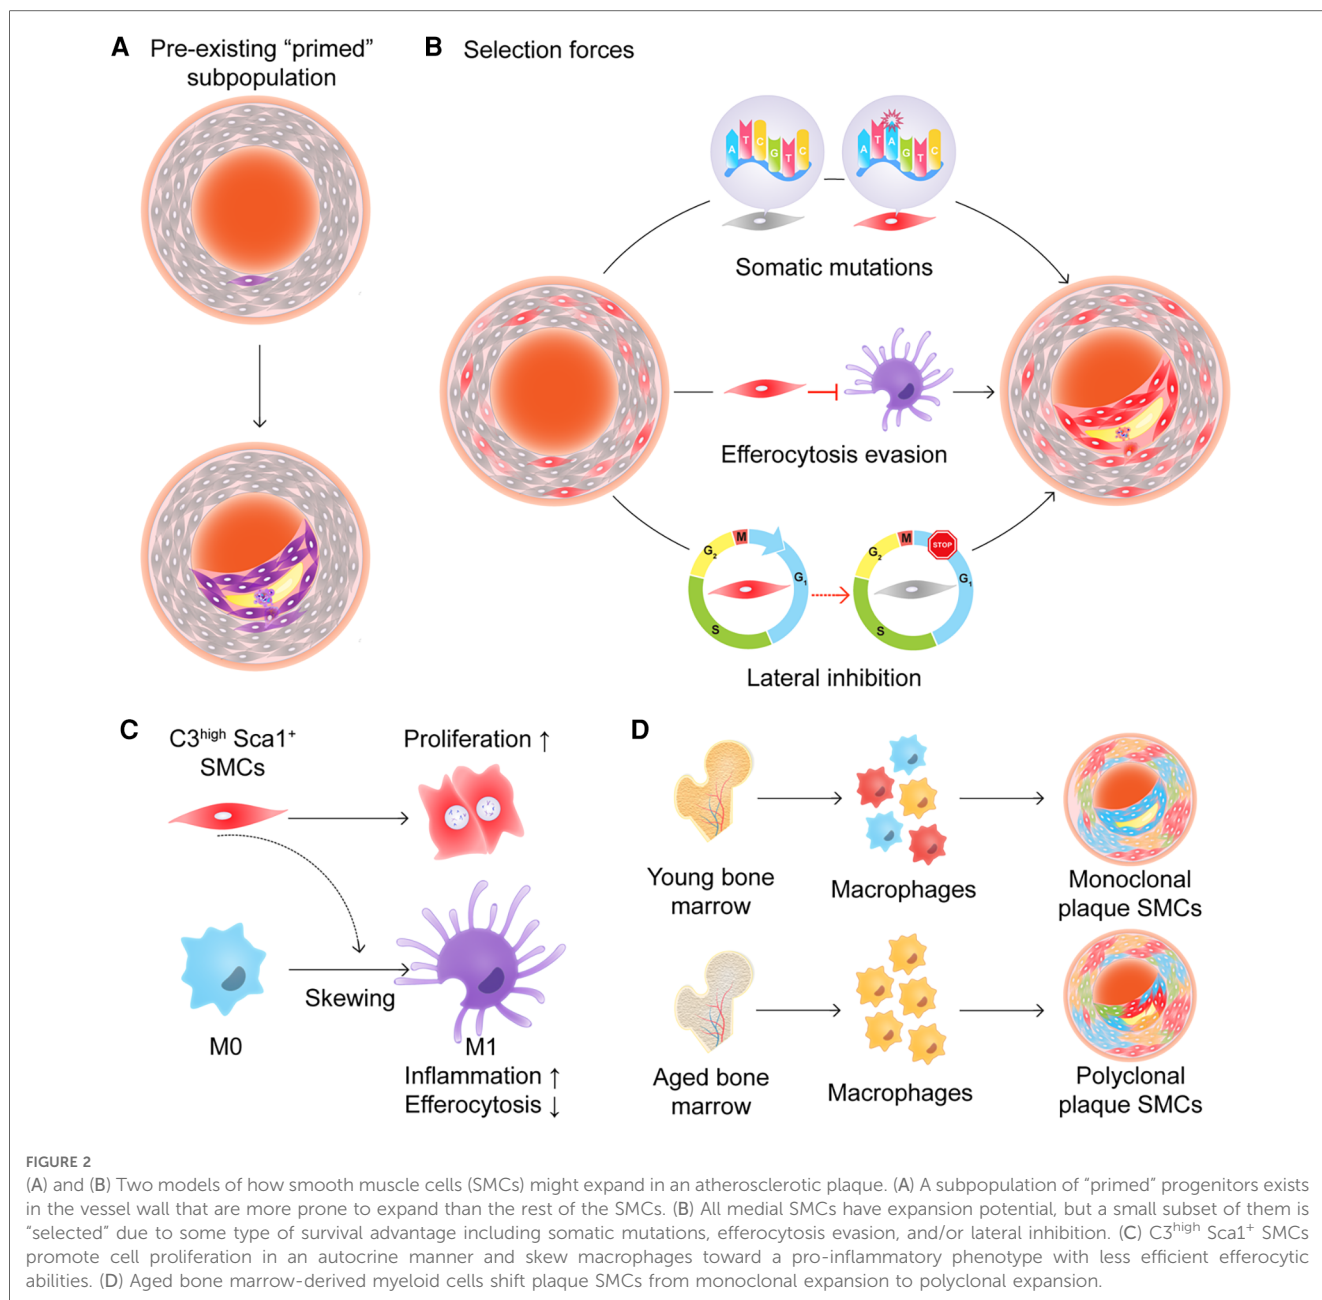 A Pre-existing “primed”
subpopulation
B Selection forces
A T C G T C
A T A G T C
Somatic mutations
Efferocytosis evasion
M
G2
G1
S
M
STOP
G2
G1
S
Lateral inhibition
C
C3high Sca1+
SMCs
Proliferation ↑
Skewing
M0
M1
Inflammation ↑
Efferocytosis ↓
D
Young bone
marrow
Macrophages
Monoclonal
plaque SMCs
Aged bone
marrow
Macrophages
Polyclonal
plaque SMCs
FIGURE 2
(A) and (B) Two models of how smooth muscle cells (SMCs) might expand in an atherosclerotic plaque. (A) A subpopulation of “primed” progenitors exists
in the vessel wall that are more prone to expand than the rest of the SMCs. (B) All medial SMCs have expansion potential, but a small subset of them is
“selected” due to some type of survival advantage including somatic mutations, efferocytosis evasion, and/or lateral inhibition. (C) C3high Sca1+ SMCs
promote cell proliferation in an autocrine manner and skew macrophages toward a pro-inflammatory phenotype with less efficient efferocytic
abilities. (D) Aged bone marrow-derived myeloid cells shift plaque SMCs from monoclonal expansion to polyclonal expansion.